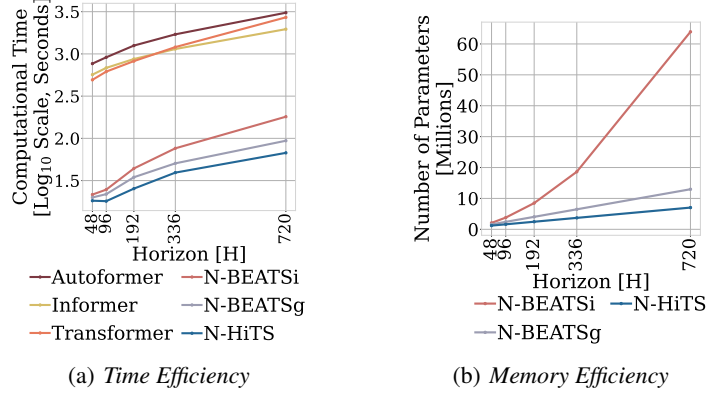 Computational Time
[Log₁₀ Scale, Seconds]
3.5
3.0
2.5
2.0
1.5
48
96
192
336
720
Horizon [H]
Autoformer
N-BEATSi
Informer
N-BEATSg
Transformer
N-HiTS
(a) Time Efficiency
Number of Parameters
[Millions]
60
50
40
30
20
10
0
48
96
192
336
720
Horizon [H]
N-BEATSi
N-HiTS
N-BEATSg
(b) Memory Efficiency